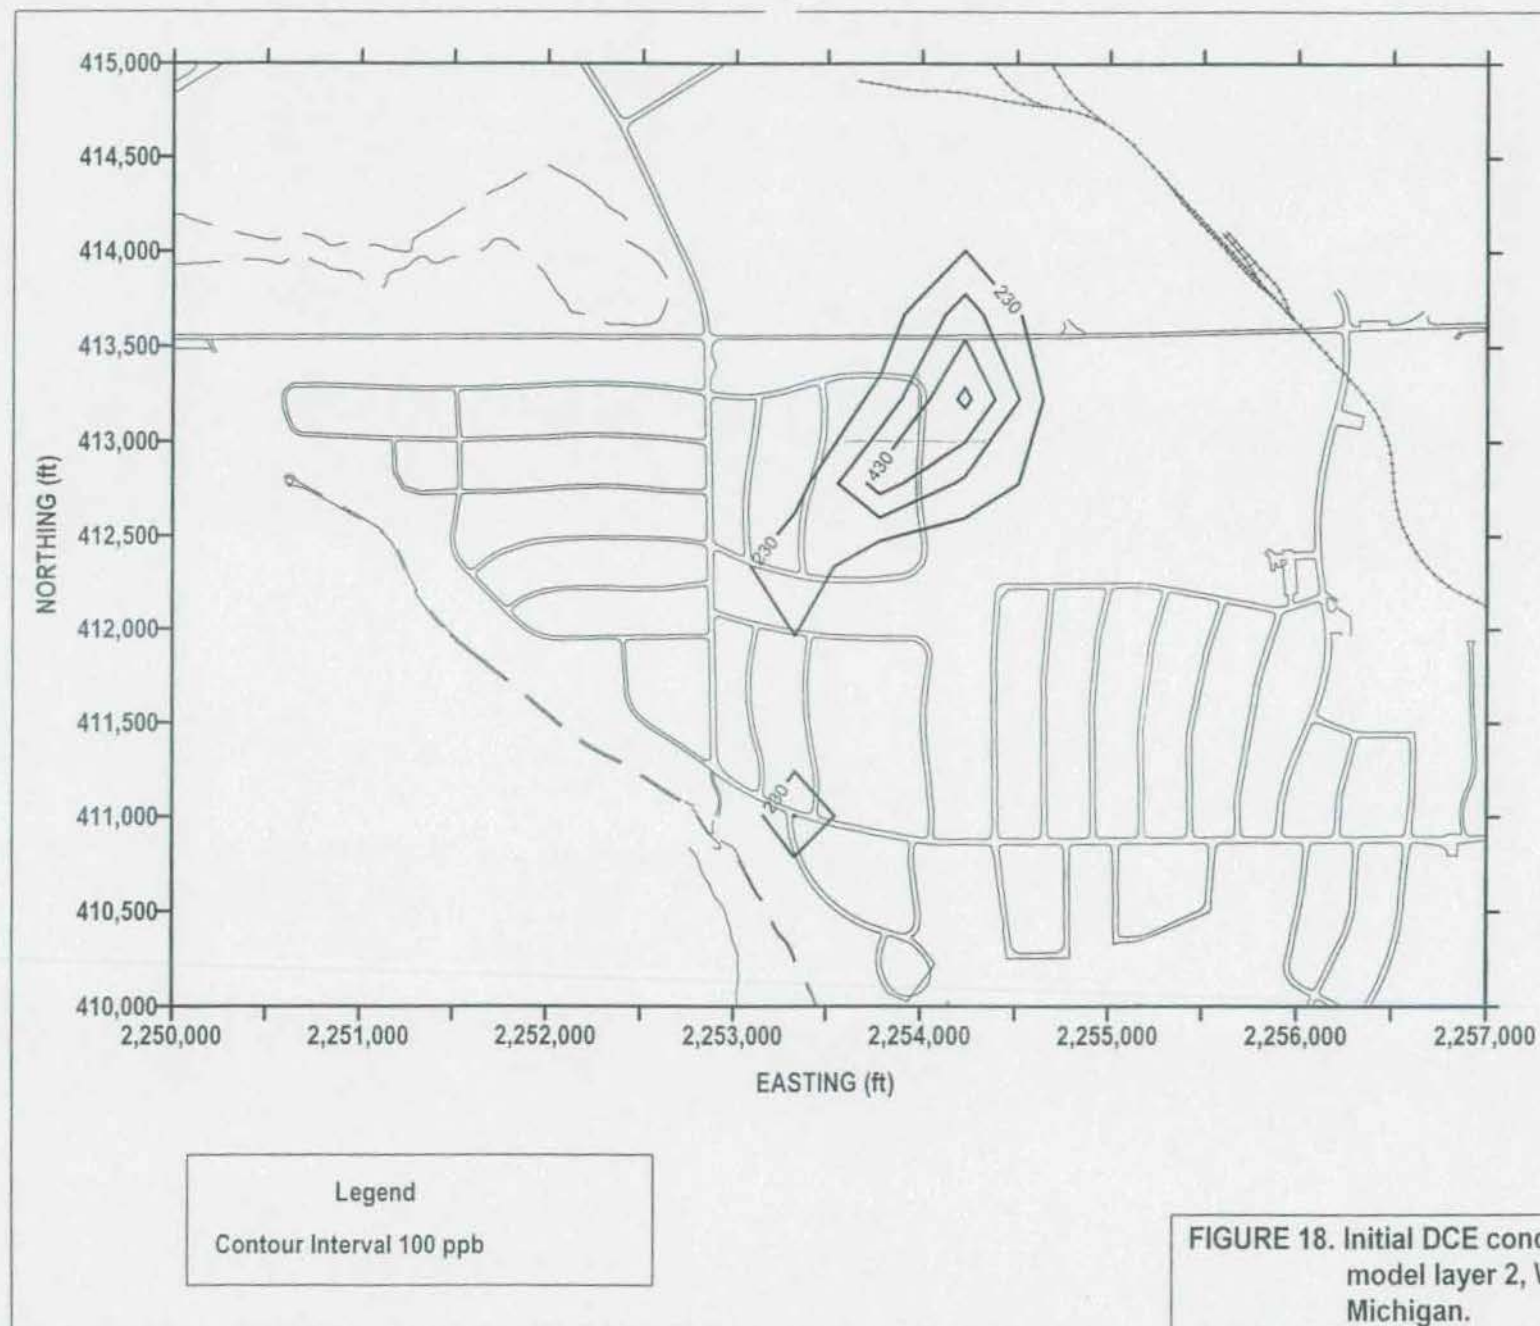 415,000
414,500
414,000
413,500
413,000
412,500
412,000
411,500
411,000
410,500
410,000
NORTHING (ft)
230
430
230
230
2,250,000 2,251,000 2,252,000 2,253,000 2,254,000 2,255,000 2,256,000 2,257,000
EASTING (ft)
Legend
Contour Interval 100 ppb
FIGURE 18. Initial DCE conc
model layer 2,
Michigan.